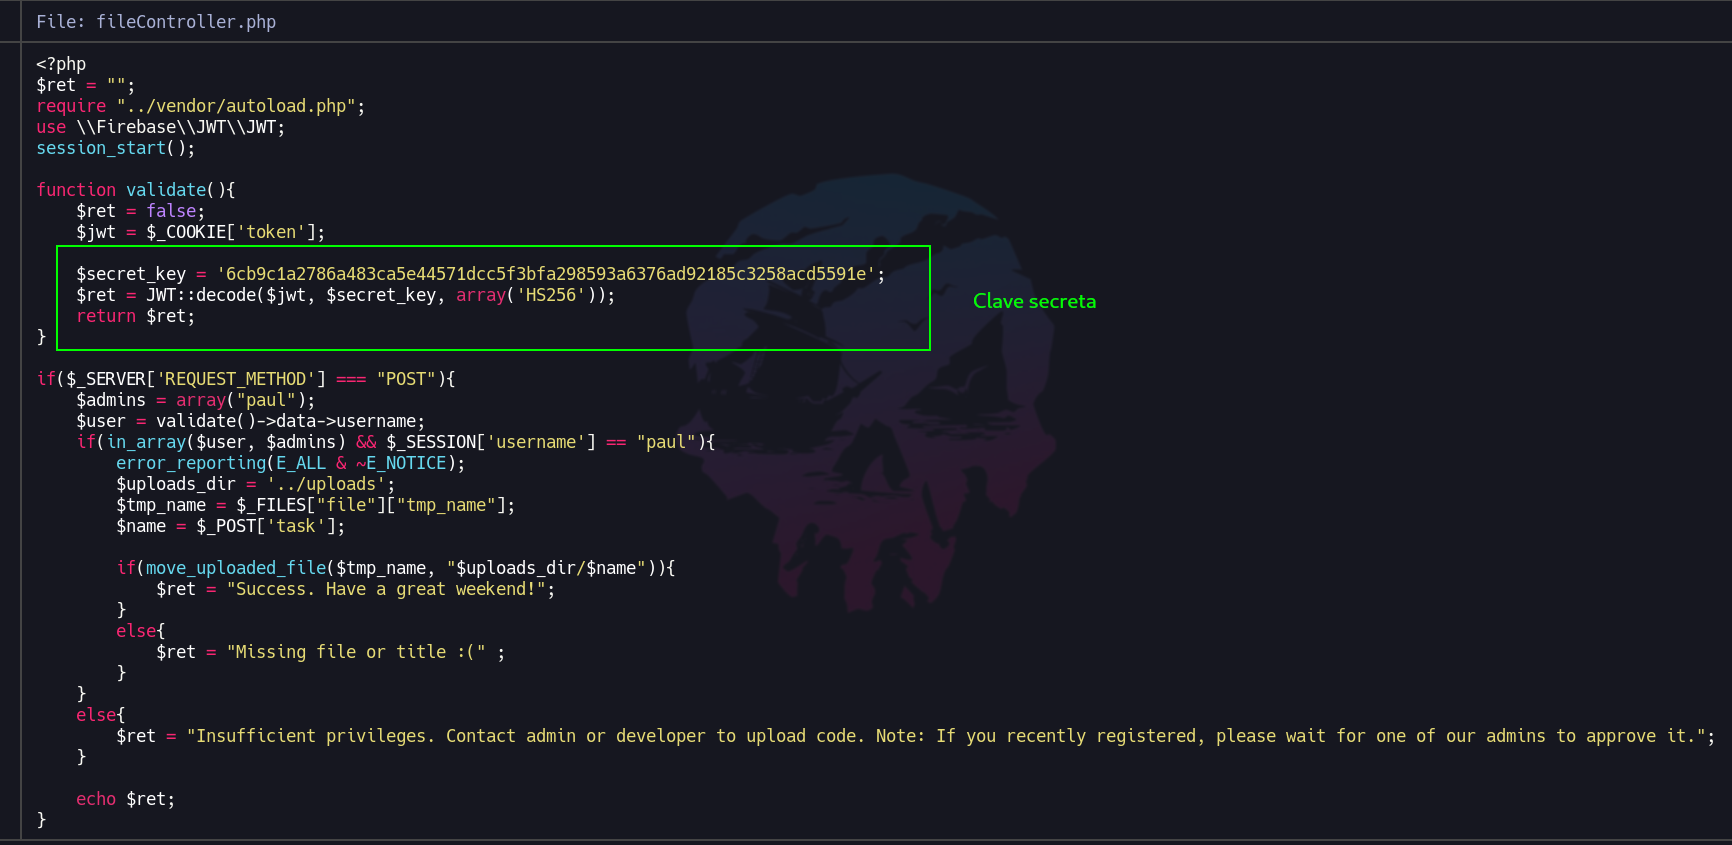 File: fileController.php
<?php
$ret = "";
require "../vendor/autoload.php";
use \\Firebase\\JWT\\JWT;
session_start();
function validate(){
    $ret = false;
    $jwt = $_COOKIE['token'];
    $secret_key = '6cb9c1a2786a483ca5e44571dcc5f3bfa298593a6376ad92185c3258acd5591e';
    $ret = JWT::decode($jwt, $secret_key, array('HS256'));
Clave secreta
    return $ret;
}
if($_SERVER['REQUEST_METHOD'] === "POST"){
    $admins = array("paul");
    $user = validate()->data->username;
    if(in_array($user, $admins) && $_SESSION['username'] == "paul"){
        error_reporting(E_ALL & ~E_NOTICE);
        $uploads_dir = '../uploads';
        $tmp_name = $_FILES["file"]["tmp_name"];
        $name = $_POST['task'];
        if(move_uploaded_file($tmp_name, "$uploads_dir/$name")){
            $ret = "Success. Have a great weekend!";
        }
        else{
            $ret = "Missing file or title :(" ;
        }
    }
    else{
        $ret = "Insufficient privileges. Contact admin or developer to upload code. Note: If you recently registered, please wait for one of our admins to approve it.";
    }
    echo $ret;
}